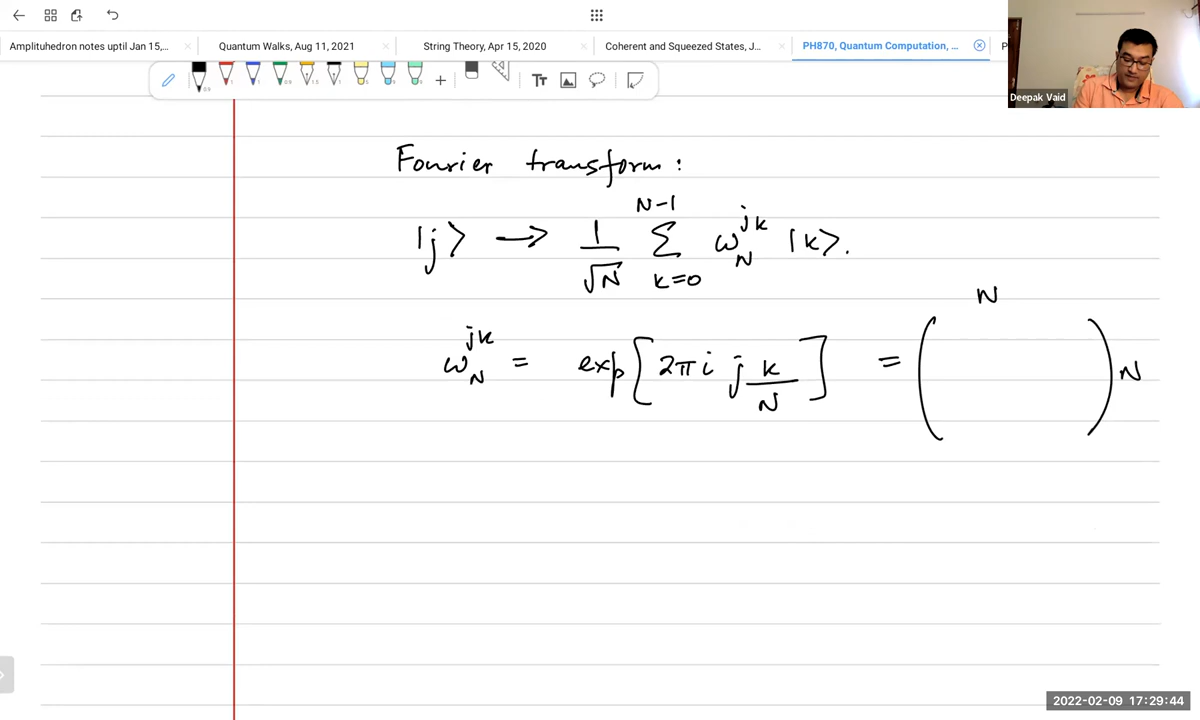 Amplituhedron notes uptil Jan 15,... Quantum Walks, Aug 11, 2021 String Theory, Apr 15, 2020 Coherent and Squeezed States, J... PH870, Quantum Computation, ... P
Tт
Deepak Vaid
Fourier transform :
|j> → 1/√N Σ_{k=0}^{N-1} ω_N^{jk} |k>.
ω_N^{jk} = exp[2πi j k/N] = ( )
N
N
2022-02-09 17:29:44